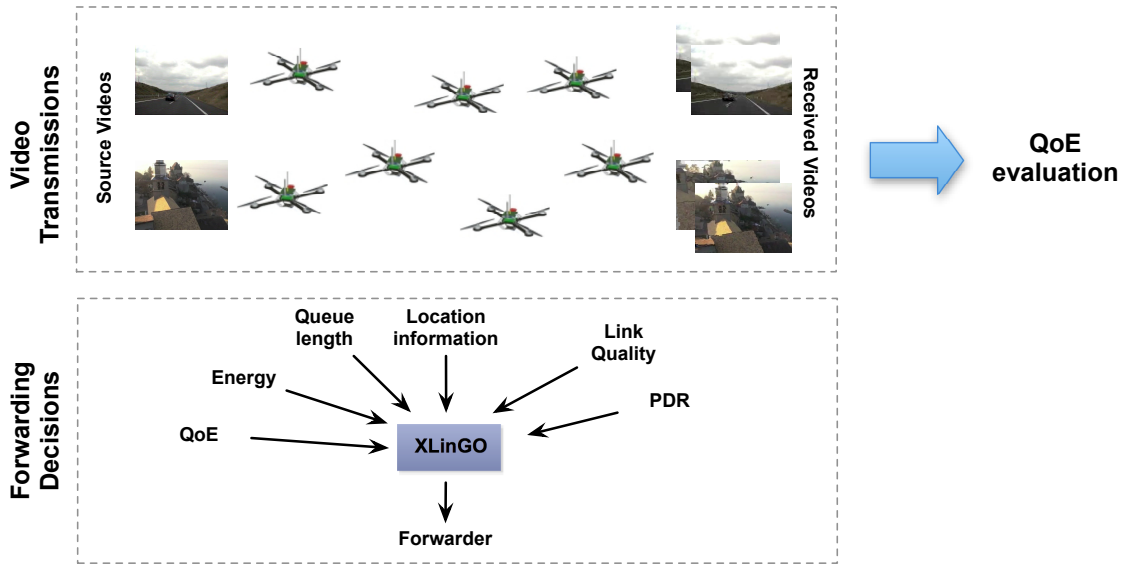 Video
Transmissions
Source Videos
Received Videos
QoE
evaluation
Forwarding
Decisions
Queue
length
Location
information
Link
Quality
Energy
PDR
QoE
XLinGO
Forwarder